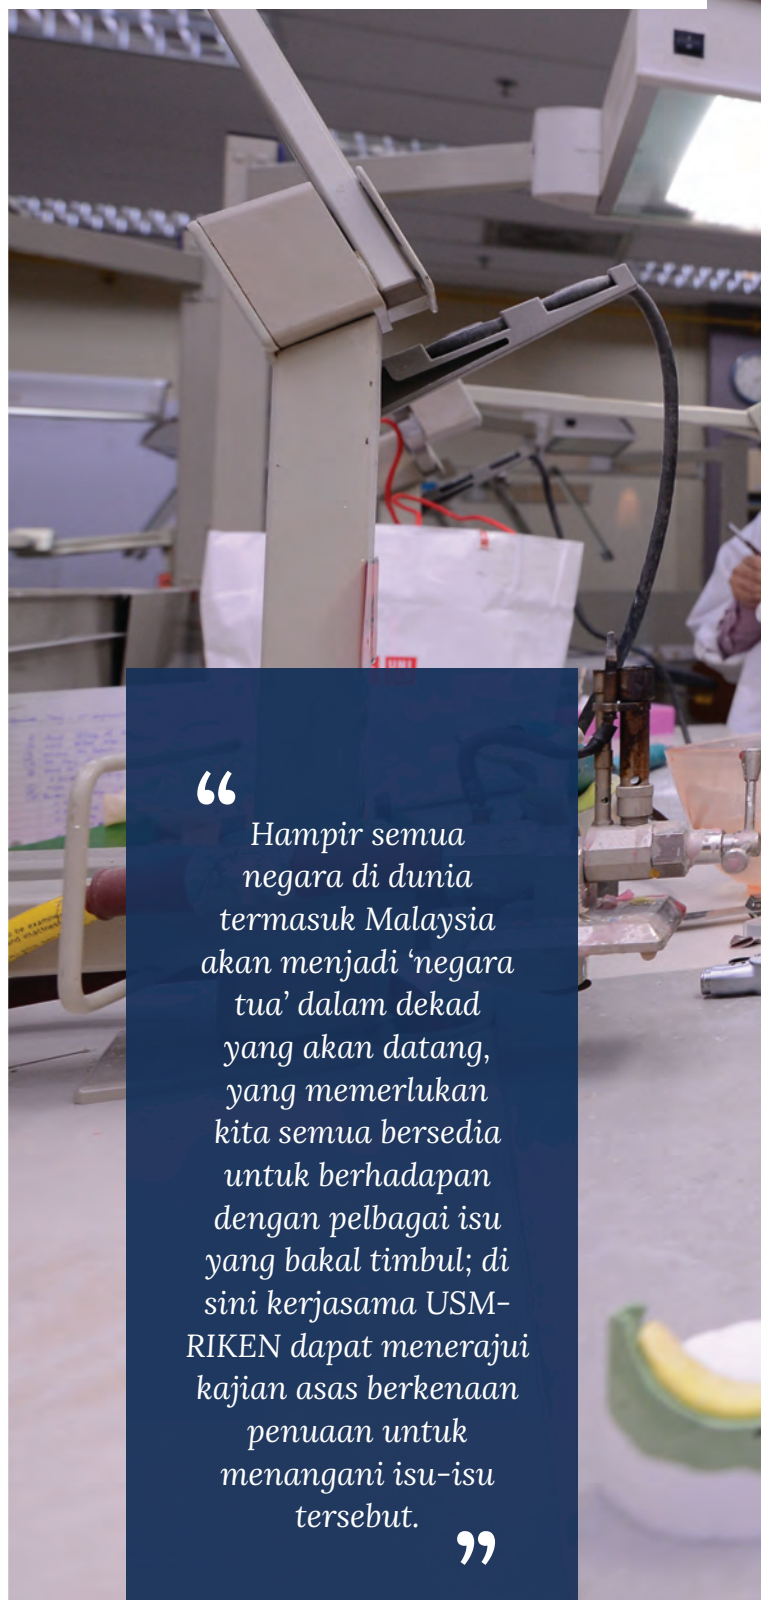 “
Hampir semua
negara di dunia
termasuk Malaysia
akan menjadi ‘negara
tua’ dalam dekad
yang akan datang,
yang memerlukan
kita semua bersedia
untuk berhadapan
dengan pelbagai isu
yang bakal timbul; di
sini kerjasama USM-
RIKEN dapat menerajui
kajian asas berkenaan
penuaan untuk
menangani isu-isu
tersebut.
”